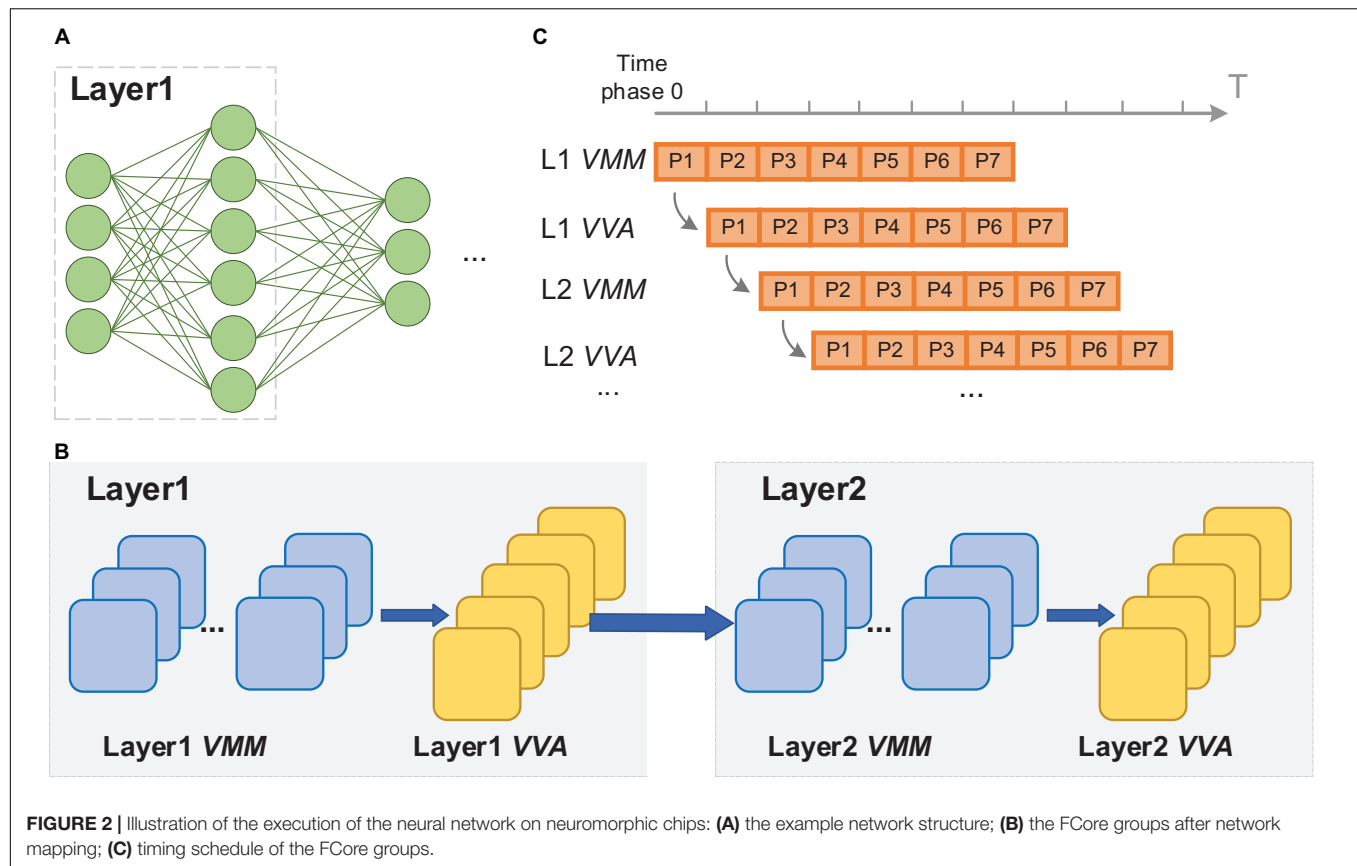 A
Layer1
...
C
Time
phase 0
T
L1 VMM P1 P2 P3 P4 P5 P6 P7
L1 VVA P1 P2 P3 P4 P5 P6 P7
L2 VMM P1 P2 P3 P4 P5 P6 P7
L2 VVA P1 P2 P3 P4 P5 P6 P7
... ...
B
Layer1
...
Layer1 VMM Layer1 VVA
Layer2
...
Layer2 VMM Layer2 VVA
FIGURE 2 | Illustration of the execution of the neural network on neuromorphic chips: (A) the example network structure; (B) the FCore groups after network
mapping; (C) timing schedule of the FCore groups.